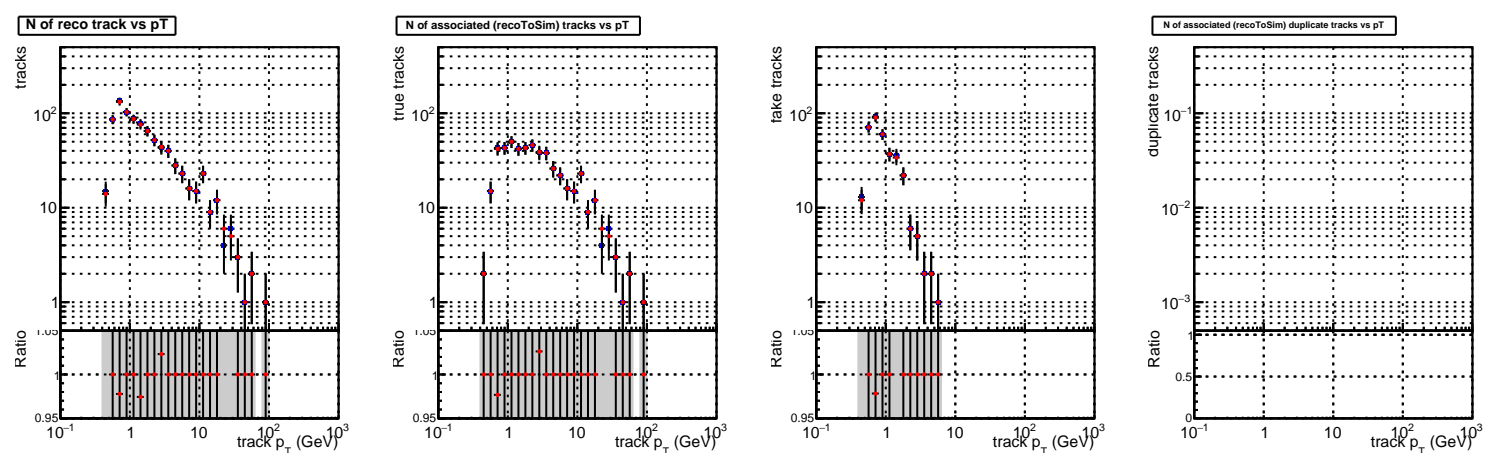 N of reco track vs pT
tracks
10²
10
1
Ratio
1.05
1
0.95
10⁻¹ 1 10 10² 10³
track p_T (GeV)
N of associated (recoToSim) tracks vs pT
true tracks
10²
10
1
Ratio
1.05
1
0.95
10⁻¹ 1 10 10² 10³
track p_T (GeV)
fake tracks
10²
10
1
Ratio
1.05
1
0.95
10⁻¹ 1 10 10² 10³
track p_T (GeV)
N of associated (recoToSim) duplicate tracks vs pT
duplicate tracks
10⁻¹
10⁻²
10⁻³
Ratio
1
0.5
0
10⁻¹ 1 10 10² 10³
track p_T (GeV)